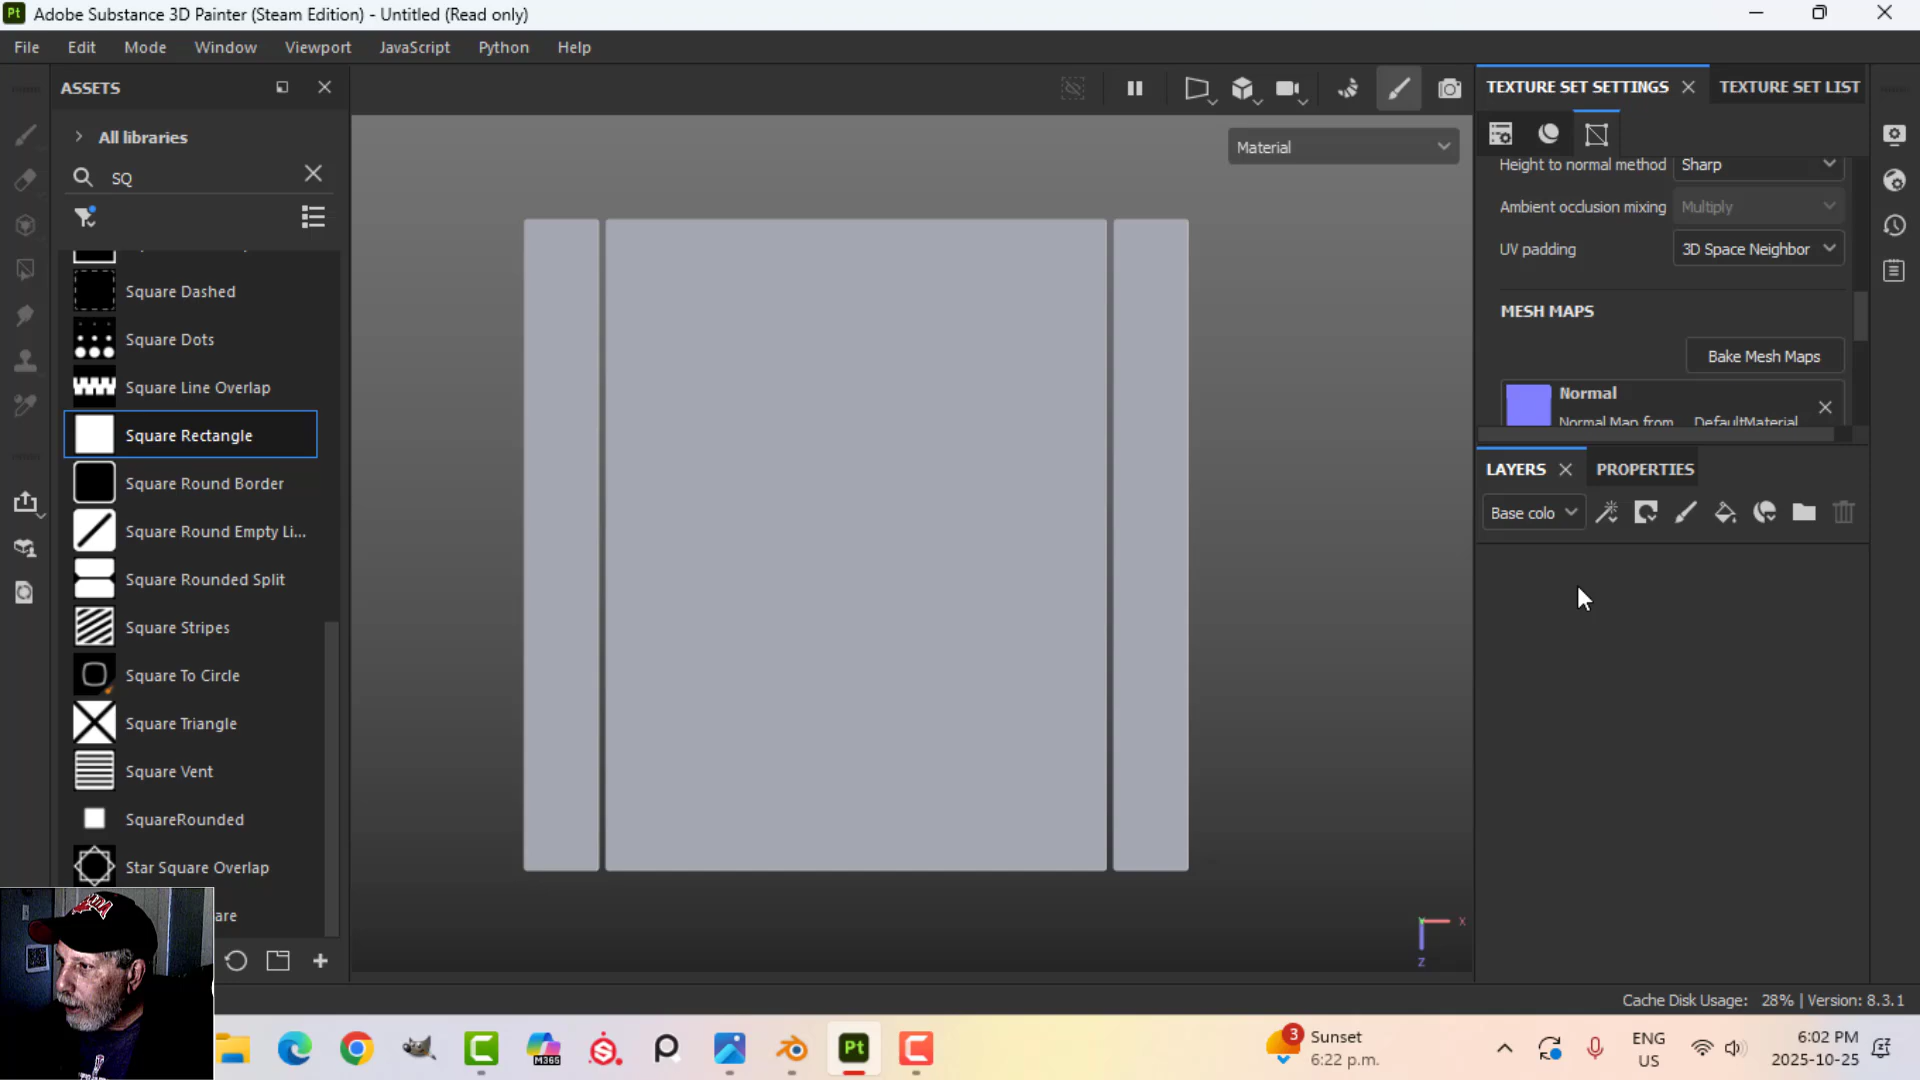 Pt Adobe Substance 3D Painter (Steam Edition) - Untitled (Read only)
File Edit Mode Window Viewport JavaScript Python Help
ASSETS
All libraries
SQ
Square Dashed
Square Dots
Square Line Overlap
Square Rectangle
Square Round Border
Square Round Empty Li...
Square Rounded Split
Square Stripes
Square To Circle
Square Triangle
Square Vent
SquareRounded
Star Square Overlap
are
Material
X
Z
TEXTURE SET SETTINGS TEXTURE SET LIST
Height to normal method Sharp
Ambient occlusion mixing Multiply
UV padding 3D Space Neighbor
MESH MAPS
Bake Mesh Maps
Normal
Normal Map from DefaultMaterial
LAYERS PROPERTIES
Base colo
Cache Disk Usage: 28% | Version: 8.3.1
M365
Pt
3
Sunset
6:22 p.m.
ENG
US
6:02 PM
2025-10-25